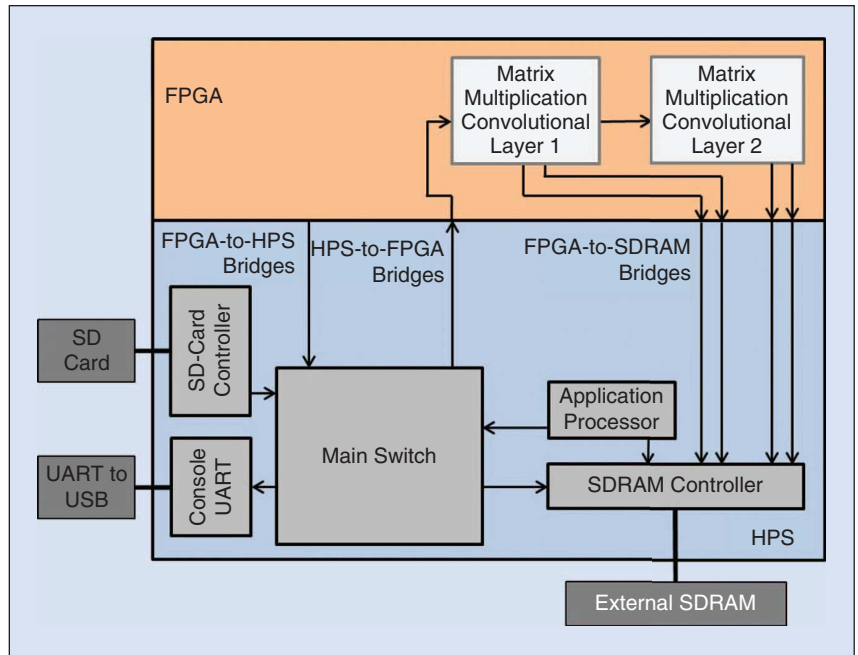 FPGA
Matrix
Multiplication
Convolutional
Layer 1
Matrix
Multiplication
Convolutional
Layer 2
FPGA-to-HPS
Bridges
HPS-to-FPGA
Bridges
FPGA-to-SDRAM
Bridges
SD
Card
SD-Card
Controller
Application
Processor
Main Switch
UART to
USB
Console
UART
SDRAM Controller
HPS
External SDRAM